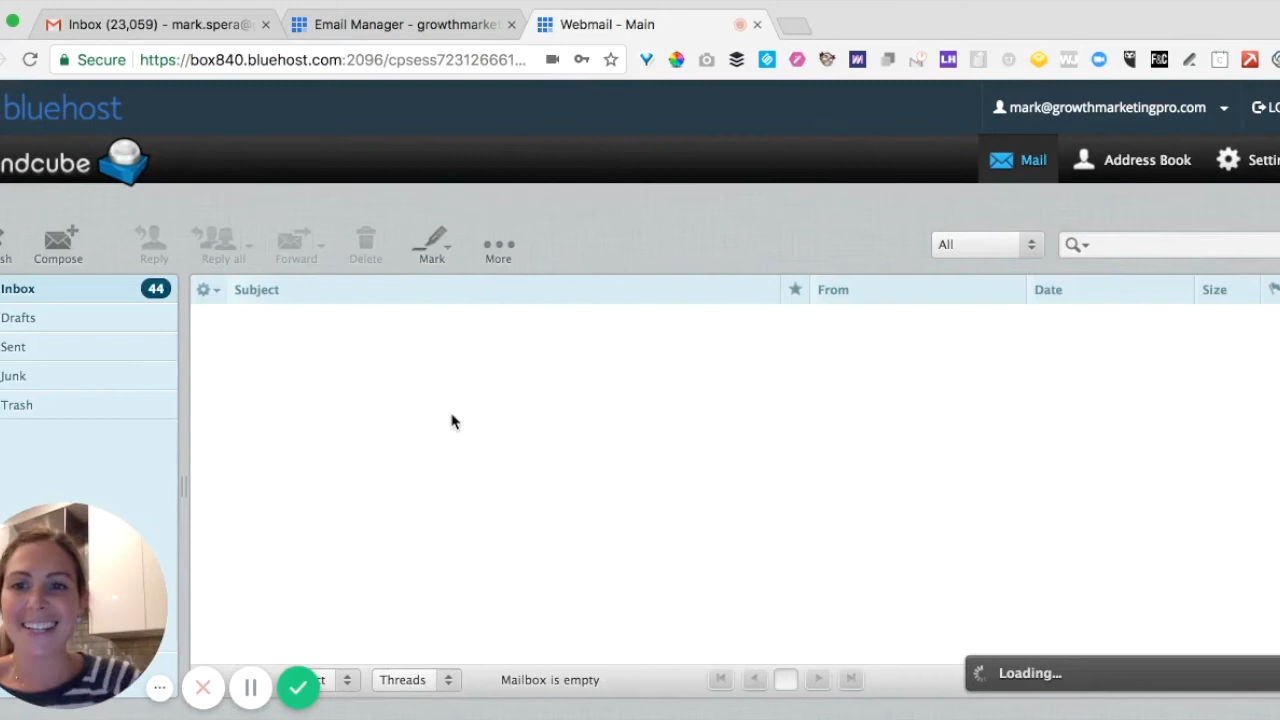 Inbox (23,059) - mark.spera@
Email Manager - growthmarket
Webmail - Main
Secure https://box840.bluehost.com:2096/cpsess723126661...
bluehost
mark@growthmarketingpro.com
ndcube
Mail
Address Book
Setti
sh
Compose
Reply
Reply all
Forward
Delete
Mark
More
All
Inbox 44
Subject
From
Date
Size
Drafts
Sent
Junk
Trash
Threads
Mailbox is empty
Loading...